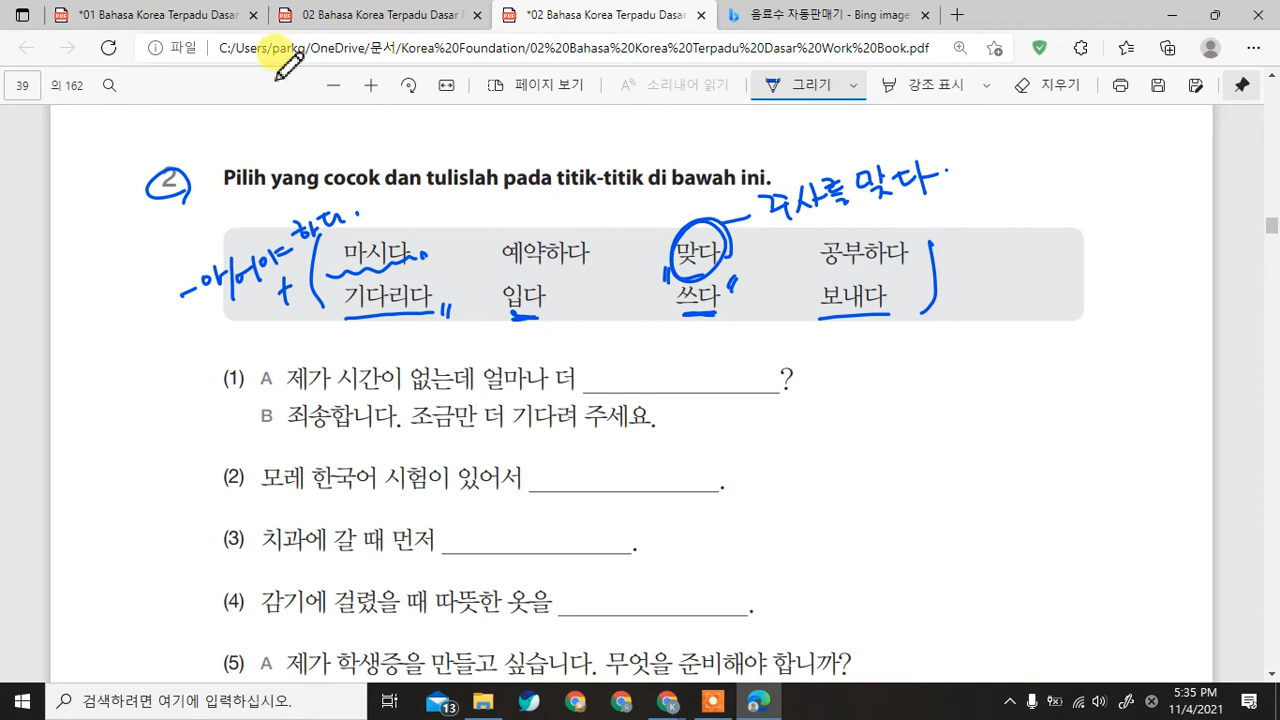 *01 Bahasa Korea Terpadu Dasar
02 Bahasa Korea Terpadu Dasar
*02 Bahasa Korea Terpadu Dasar
음료수 자동판매기 - Bing image
파일 C:/Users/parkq/OneDrive/문서/Korea%20Foundation/02%20Bahasa%20Korea%20Terpadu%20Dasar%20Work%20Book.pdf
39 의 162 페이지 보기 소리내어 읽기 그리기 강조 표시 지우기
2 Pilih yang cocok dan tulislah pada titik-titik di bawah ini.
주사를 맞다.
-아/어야 하다.
+
마시다 예약하다 맞다 공부하다
기다리다 입다 쓰다 보내다
(1) A 제가 시간이 없는데 얼마나 더 ?
B 죄송합니다. 조금만 더 기다려 주세요.
(2) 모레 한국어 시험이 있어서 .
(3) 치과에 갈 때 먼저 .
(4) 감기에 걸렸을 때 따뜻한 옷을 .
(5) A 제가 학생증을 만들고 싶습니다. 무엇을 준비해야 합니까?
검색하려면 여기에 입력하십시오.
13
5:35 PM
11/4/2021